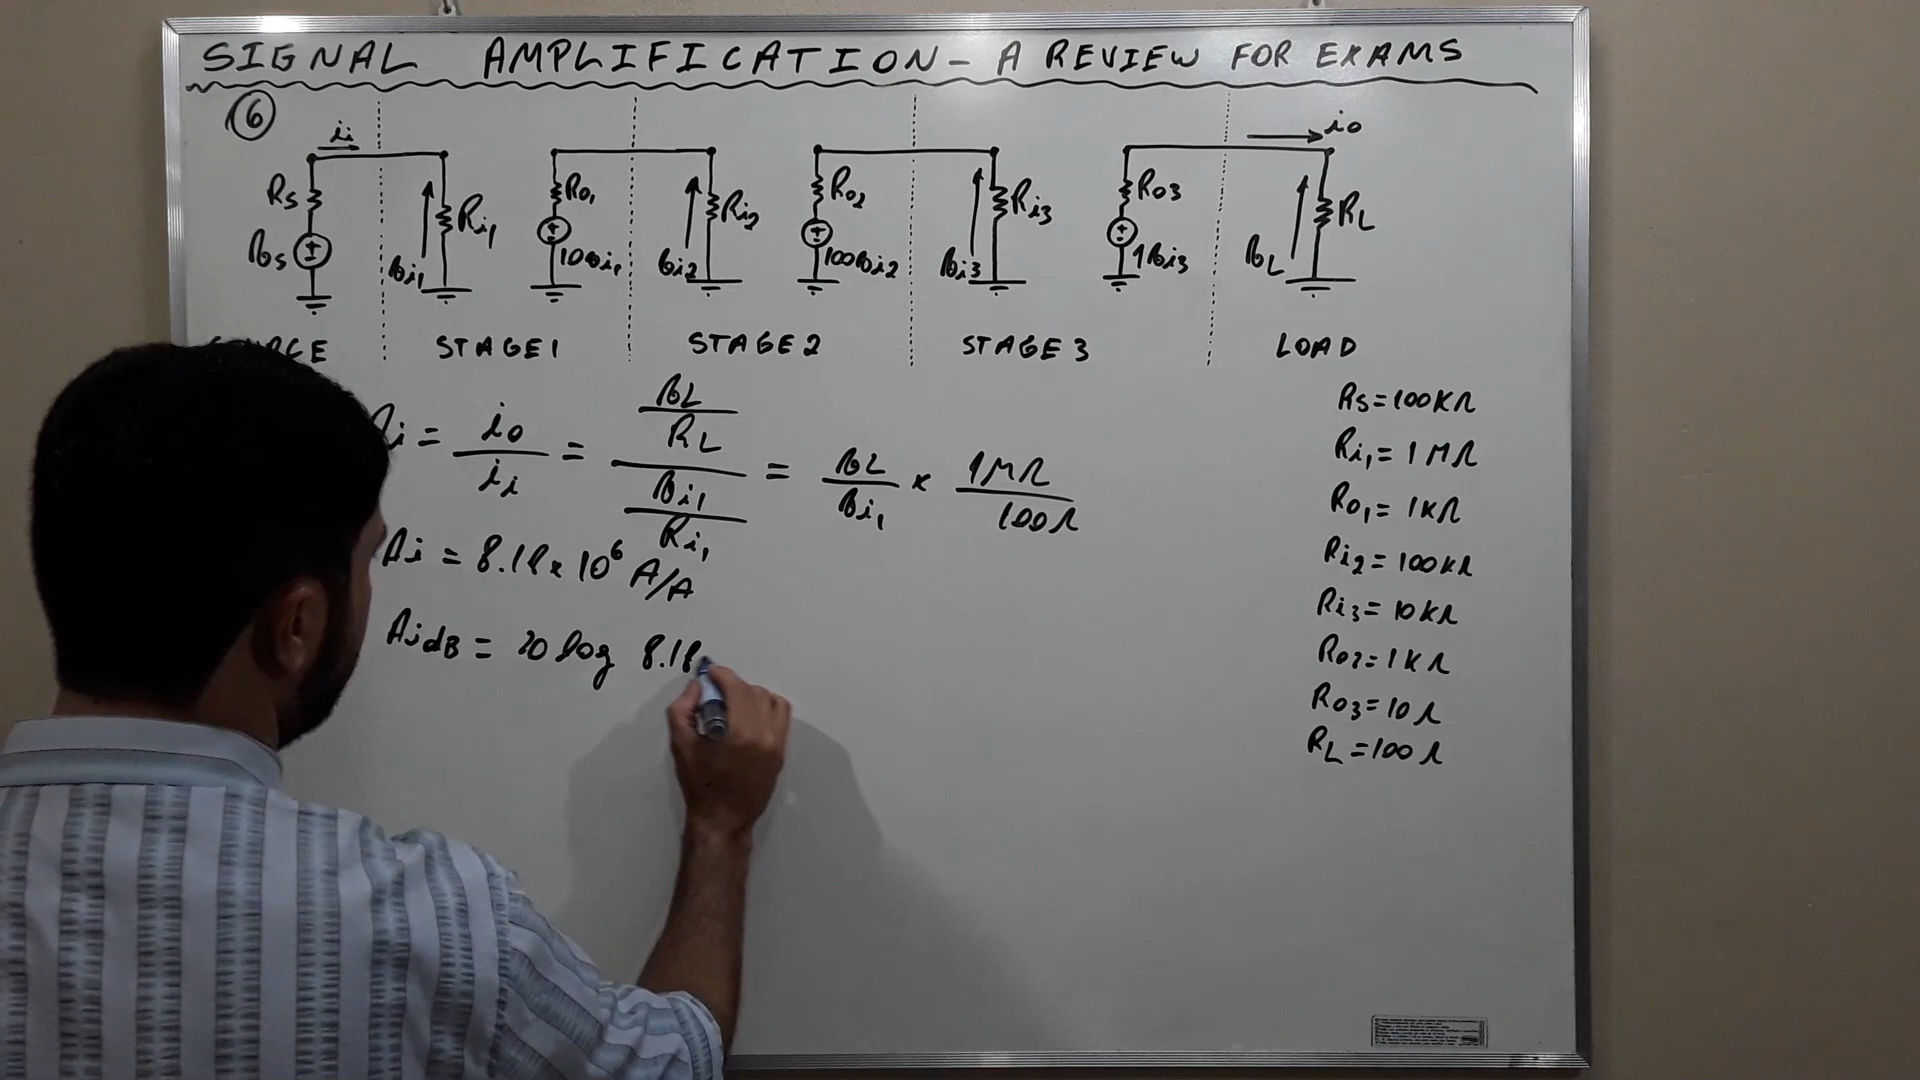 SIGNAL AMPLIFICATION - A REVIEW FOR EXAMS
6
ii
io
Rs
Ri1
Ro1
Ri2
Ro2
Ri3
Ro3
RL
vs
vi1
10vi1
vi2
100vi2
vi3
1vi3
vL
STAGE 1
STAGE 2
STAGE 3
LOAD
= io / ii = (vL / RL) / (vi1 / Ri1) = vL / vi1 × 1MΩ / 100Ω
Ai = 8.18 × 10⁶ A/A
AidB = 20 log 8.18
Rs = 100KΩ
Ri1 = 1MΩ
Ro1 = 1KΩ
Ri2 = 100KΩ
Ri3 = 10KΩ
Ro2 = 1KΩ
Ro3 = 10Ω
RL = 100Ω